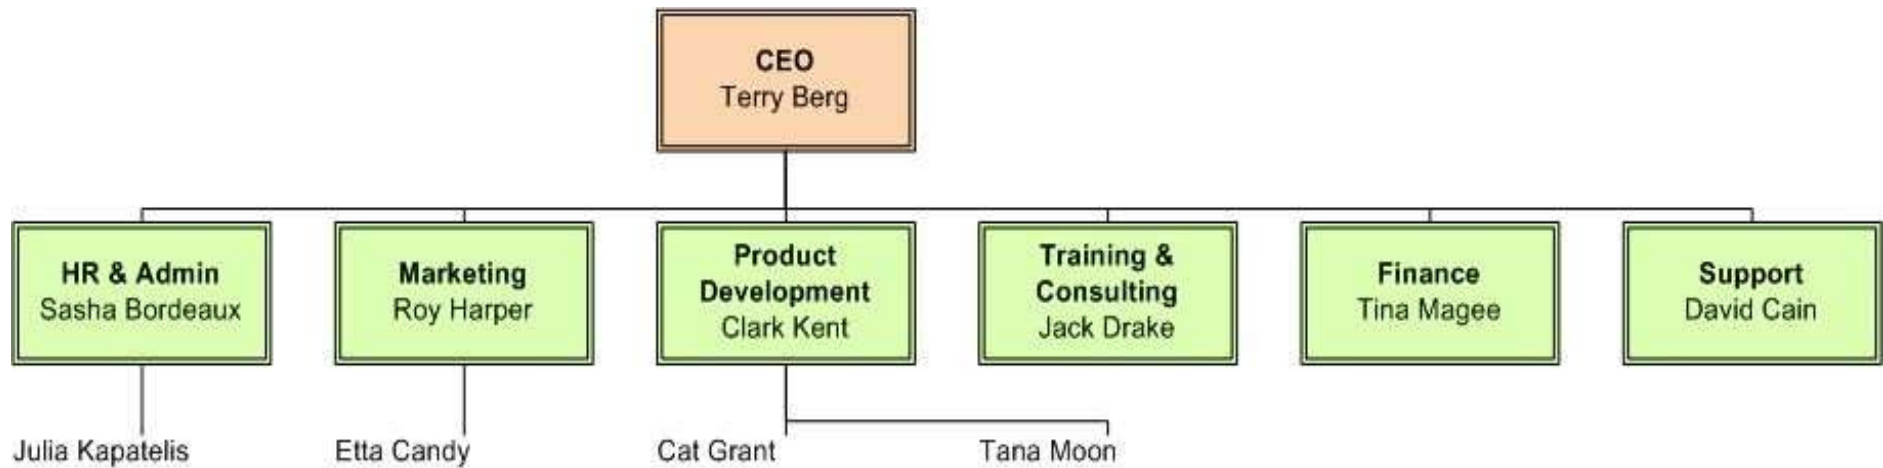 CEO
Terry Berg
HR & Admin
Sasha Bordeaux
Marketing
Roy Harper
Product
Development
Clark Kent
Training &
Consulting
Jack Drake
Finance
Tina Magee
Support
David Cain
Julia Kapatelis
Etta Candy
Cat Grant
Tana Moon